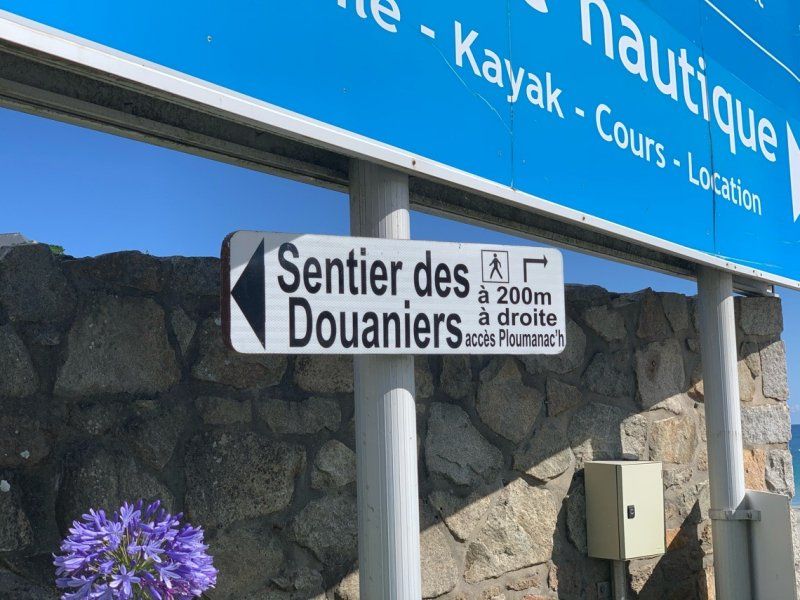 nautique
- Kayak - Cours - Location
Sentier des
Douaniers
à 200m
à droite
accès Ploumanac'h